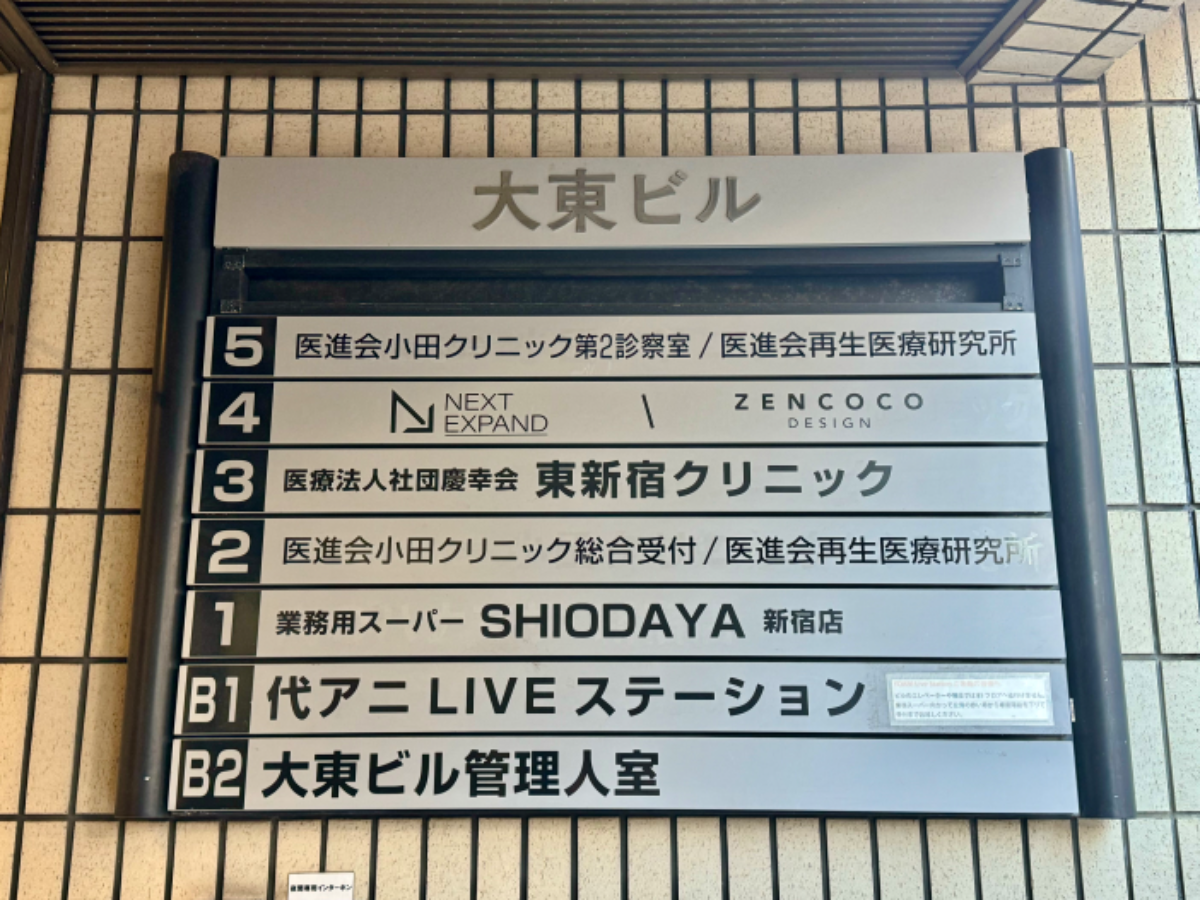 大東ビル
5 医進会小田クリニック第2診察室 / 医進会再生医療研究所
4 NEXT EXPAND \ ZENCOCO DESIGN
3 医療法人社団慶幸会 東新宿クリニック
2 医進会小田クリニック総合受付 / 医進会再生医療研究所
1 業務用スーパー SHIODAYA 新宿店
B1 代アニ LIVE ステーション
B2 大東ビル管理人室